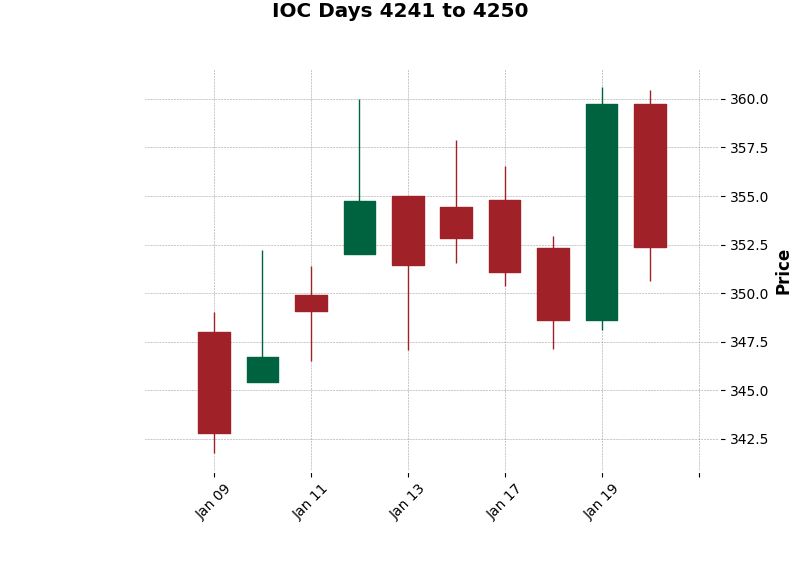 IOC Days 4241 to 4250
360.0
357.5
355.0
352.5
350.0
347.5
345.0
342.5
Price
Jan 09
Jan 11
Jan 13
Jan 17
Jan 19